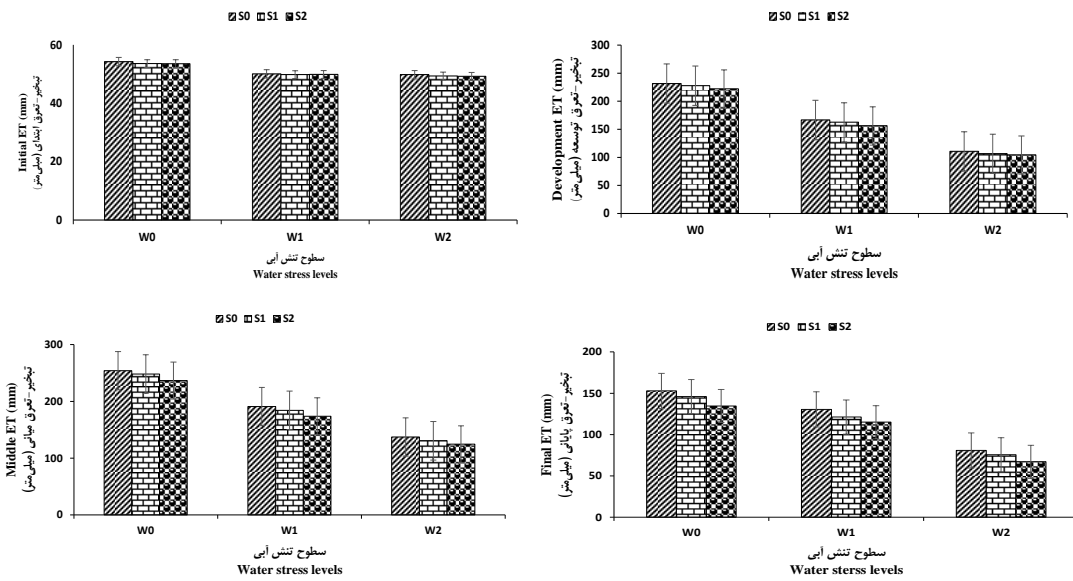 S0 S1 S2
Initial ET (mm)
تبخیر-تعرق ابتدای (میلی‌متر)
60
40
20
0
W0 W1 W2
سطوح تنش آبی
Water stress levels
S0 S1 S2
Development ET (mm)
تبخیر-تعرق توسعه (میلی‌متر)
300
250
200
150
100
50
0
W0 W1 W2
سطوح تنش آبی
Water stress levels
S0 S1 S2
Middle ET (mm)
تبخیر-تعرق میانی (میلی‌متر)
300
200
100
0
W0 W1 W2
سطوح تنش آبی
Water stress levels
S0 S1 S2
Final ET (mm)
تبخیر-تعرق پایانی (میلی‌متر)
200
150
100
50
0
W0 W1 W2
سطوح تنش آبی
Water sterss levels